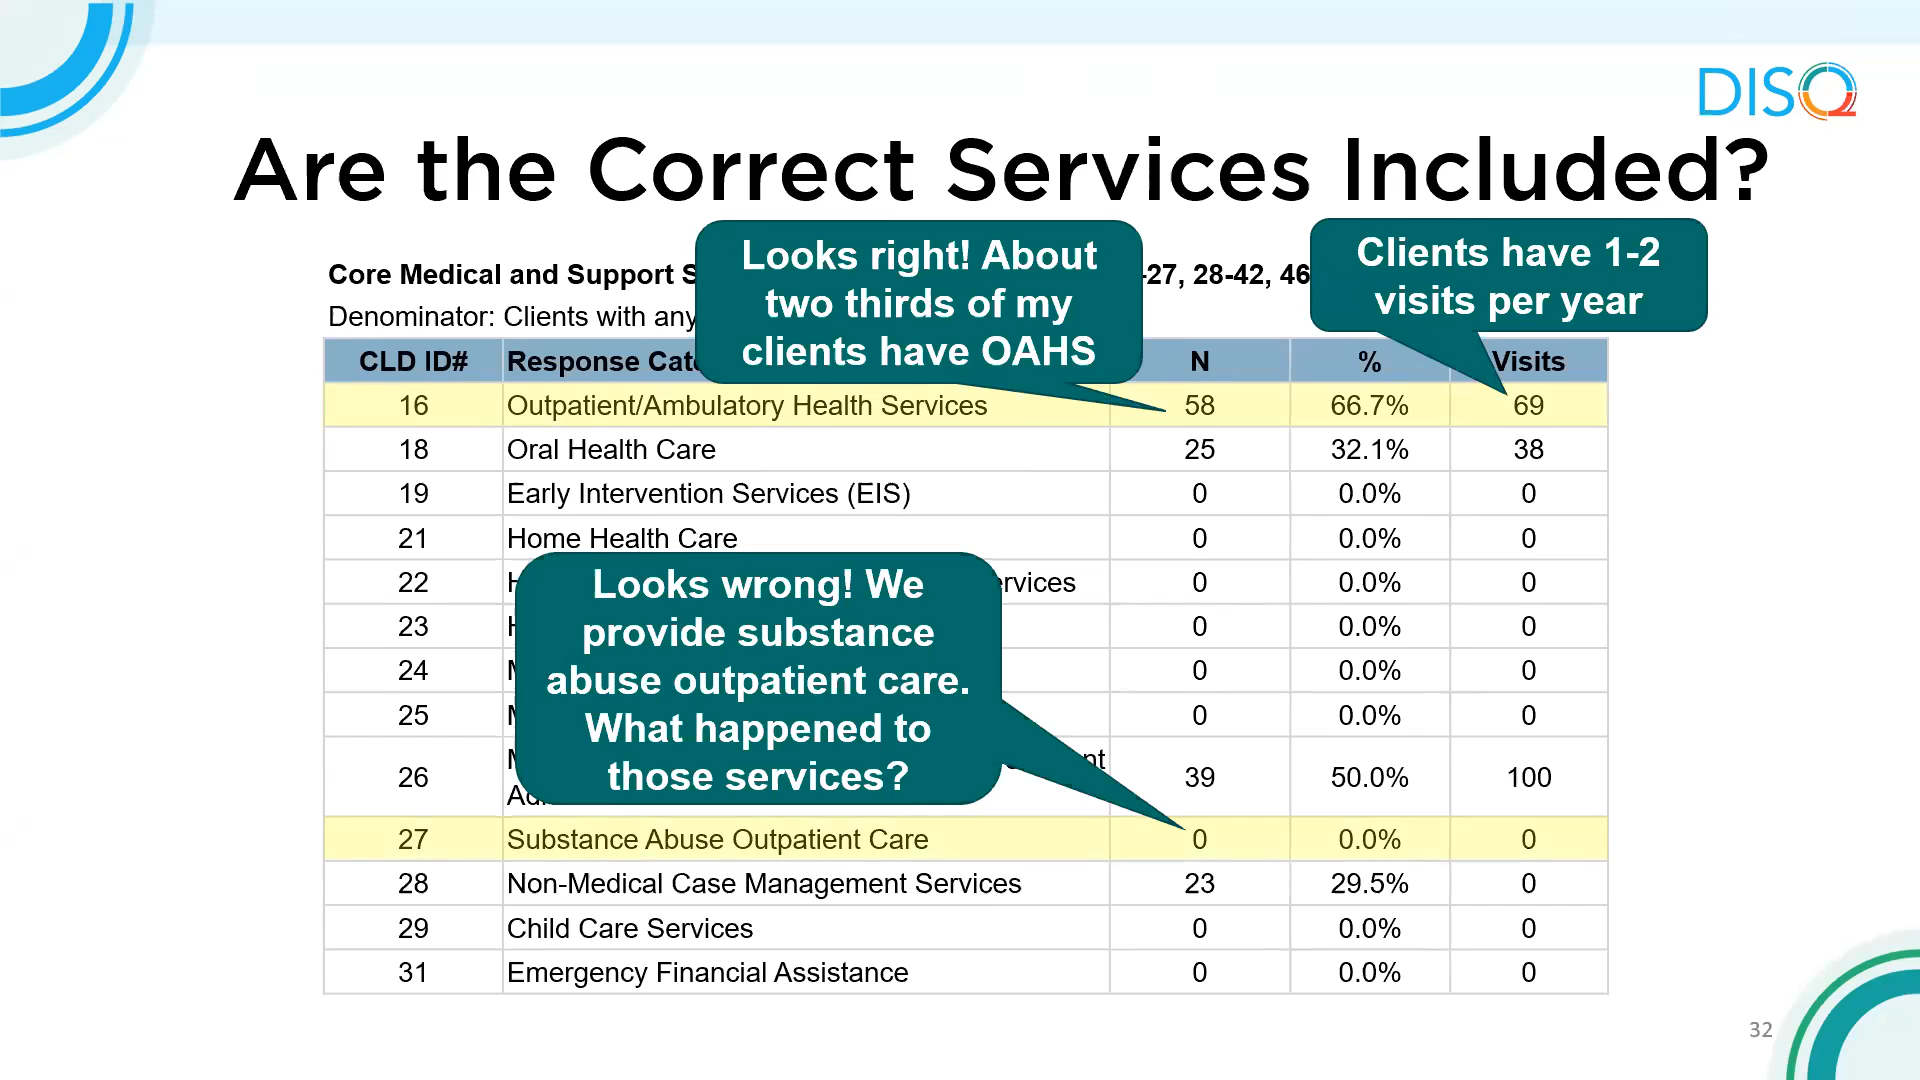 DISQ
Are the Correct Services Included?
Looks right! About
two thirds of my
clients have OAHS
Clients have 1-2
visits per year
Core Medical and Support -27, 28-42, 46
Denominator: Clients with any
CLD ID# Response N % Visits
16 Outpatient/Ambulatory Health Services 58 66.7% 69
18 Oral Health Care 25 32.1% 38
19 Early Intervention Services (EIS) 0 0.0% 0
21 Home Health Care 0 0.0% 0
22 0 0.0% 0
23 0 0.0% 0
24 0 0.0% 0
25 0 0.0% 0
26 39 50.0% 100
Looks wrong! We
provide substance
abuse outpatient care.
What happened to
those services?
27 Substance Abuse Outpatient Care 0 0.0% 0
28 Non-Medical Case Management Services 23 29.5% 0
29 Child Care Services 0 0.0% 0
31 Emergency Financial Assistance 0 0.0% 0
32